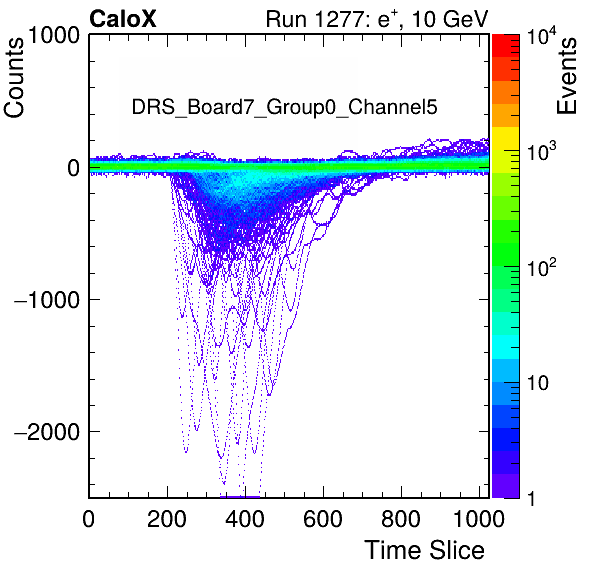 CaloX Run 1277: e⁺, 10 GeV
Counts
Events
DRS_Board7_Group0_Channel5
1000
0
−1000
−2000
0 200 400 600 800 1000
Time Slice
10⁴
10³
10²
10
1